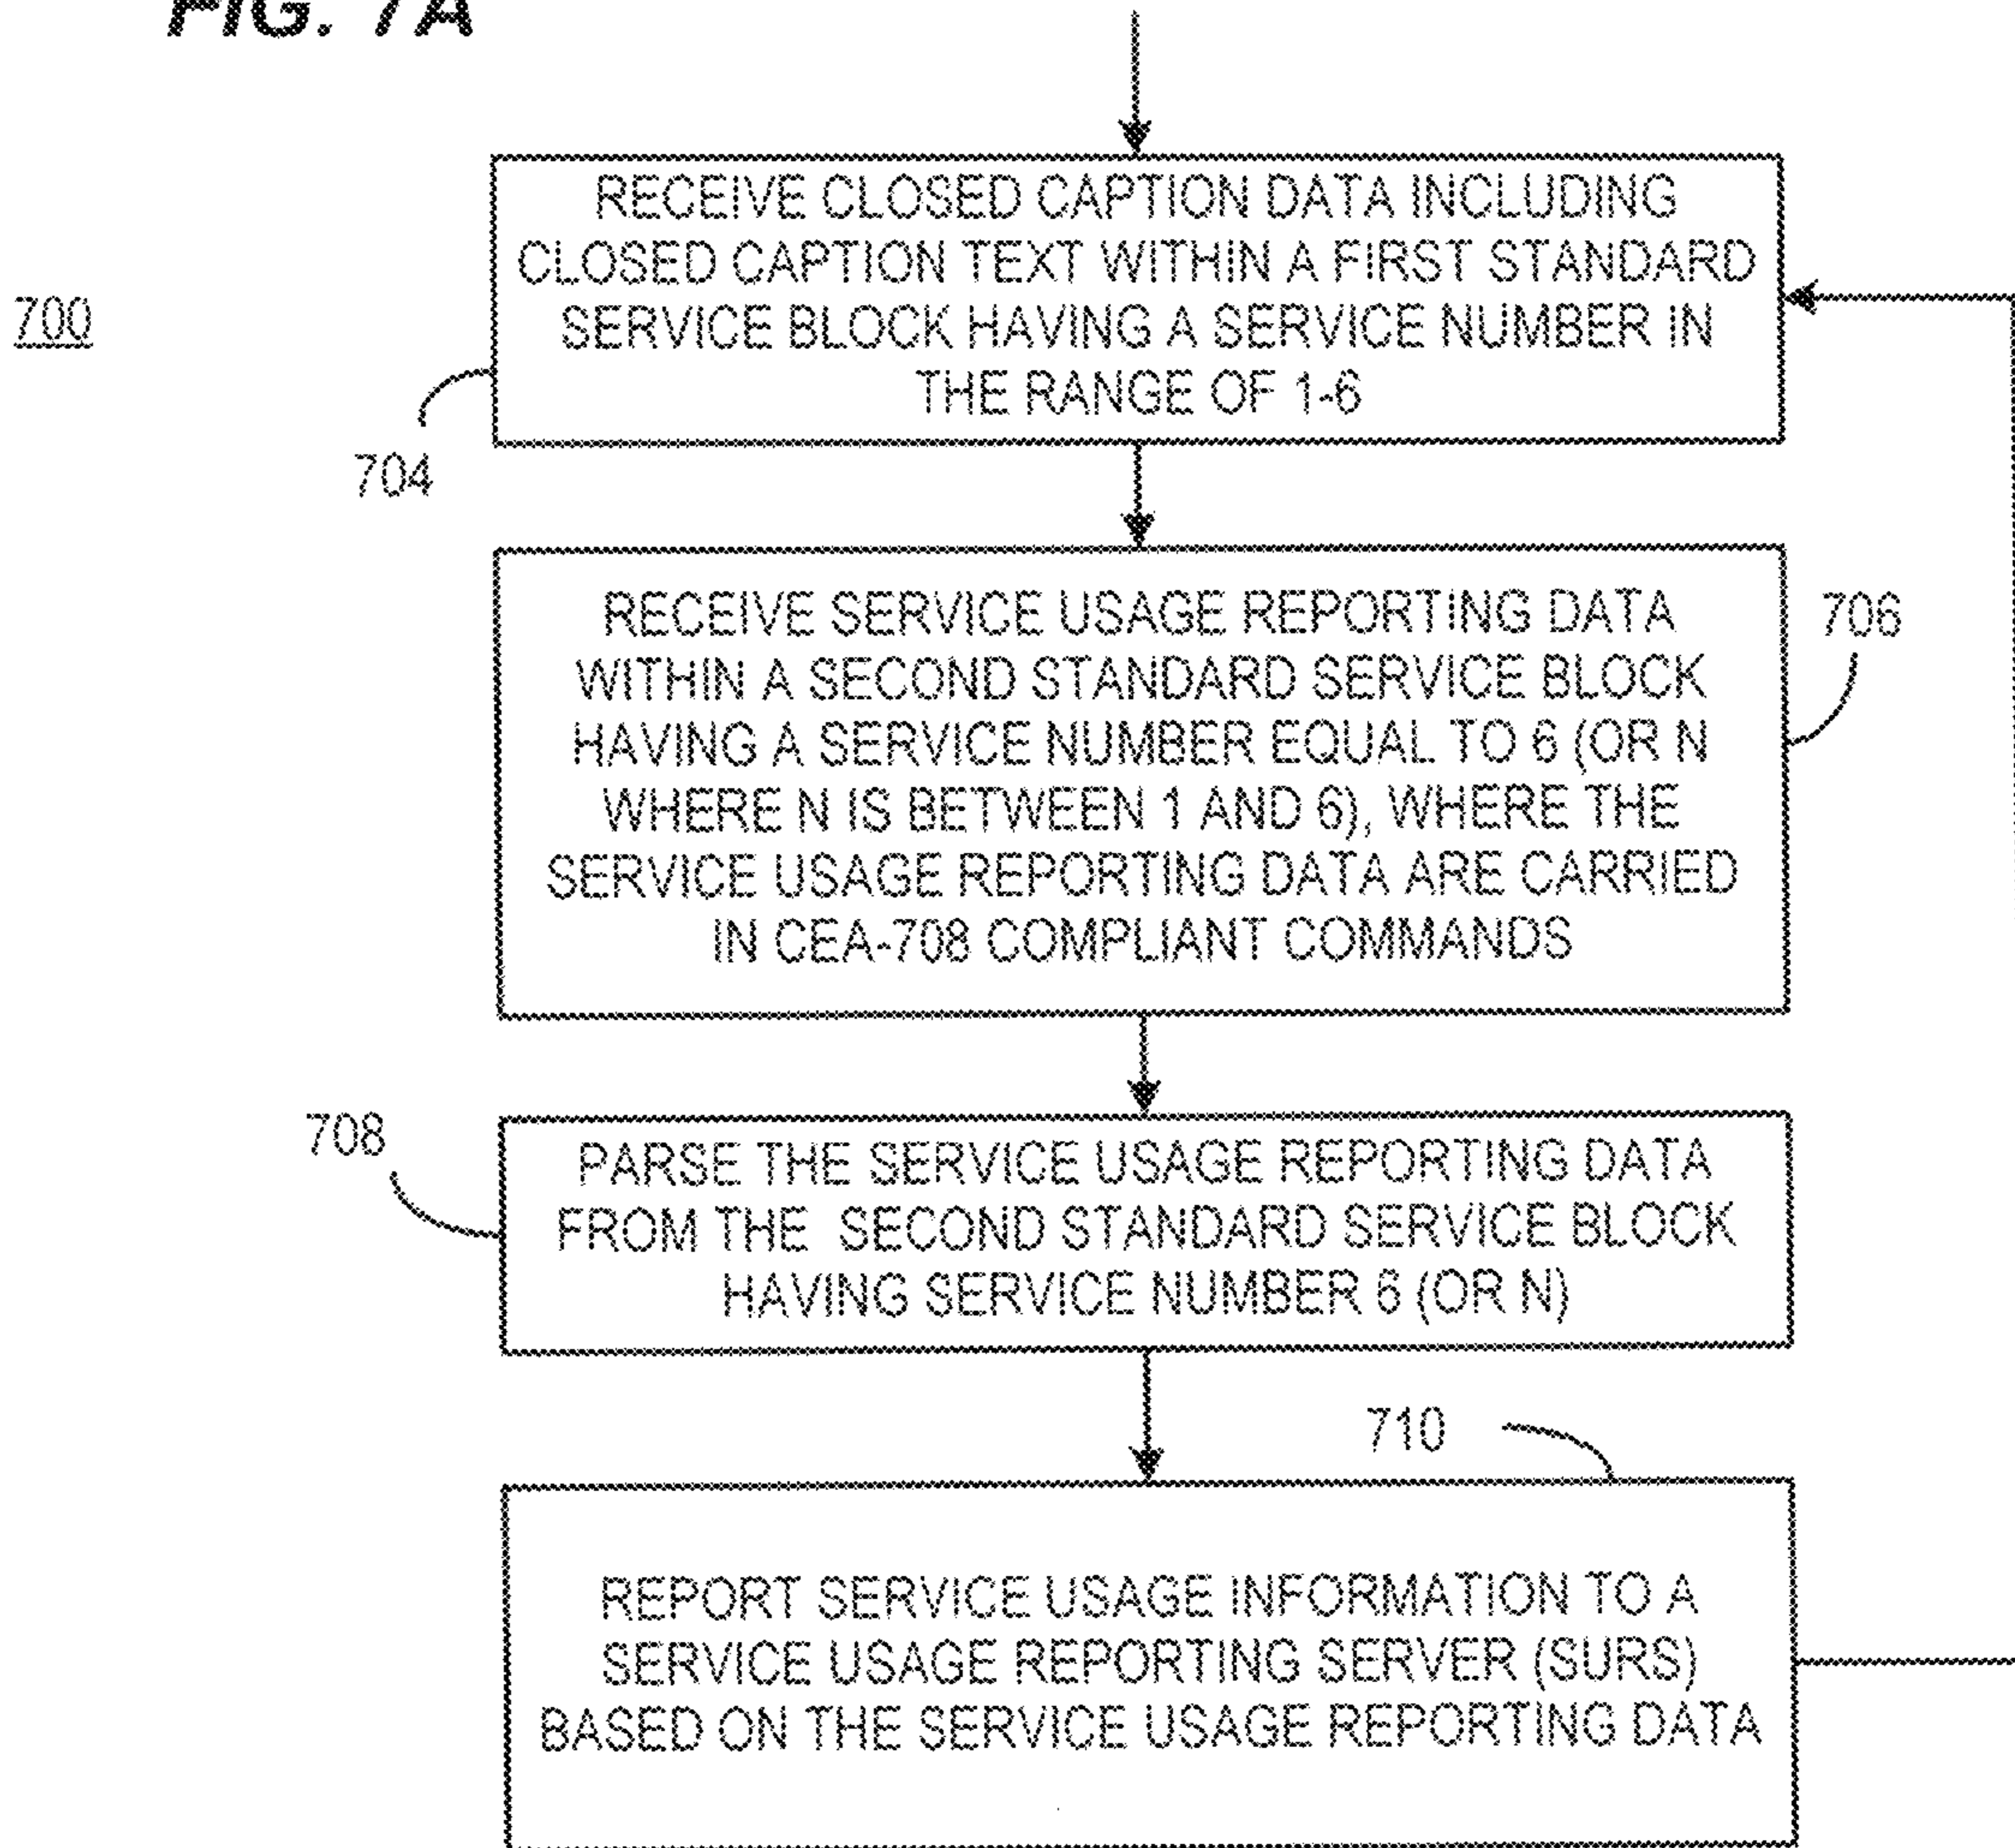 FIG. 7A
RECEIVE CLOSED CAPTION DATA INCLUDING
CLOSED CAPTION TEXT WITHIN A FIRST STANDARD
SERVICE BLOCK HAVING A SERVICE NUMBER IN
THE RANGE OF 1-6
700
704
RECEIVE SERVICE USAGE REPORTING DATA
WITHIN A SECOND STANDARD SERVICE BLOCK
HAVING A SERVICE NUMBER EQUAL TO 6 (OR N
WHERE N IS BETWEEN 1 AND 6), WHERE THE
SERVICE USAGE REPORTING DATA ARE CARRIED
IN CEA-708 COMPLIANT COMMANDS
706
708
PARSE THE SERVICE USAGE REPORTING DATA
FROM THE SECOND STANDARD SERVICE BLOCK
HAVING SERVICE NUMBER 6 (OR N)
710
REPORT SERVICE USAGE INFORMATION TO A
SERVICE USAGE REPORTING SERVER (SURS)
BASED ON THE SERVICE USAGE REPORTING DATA